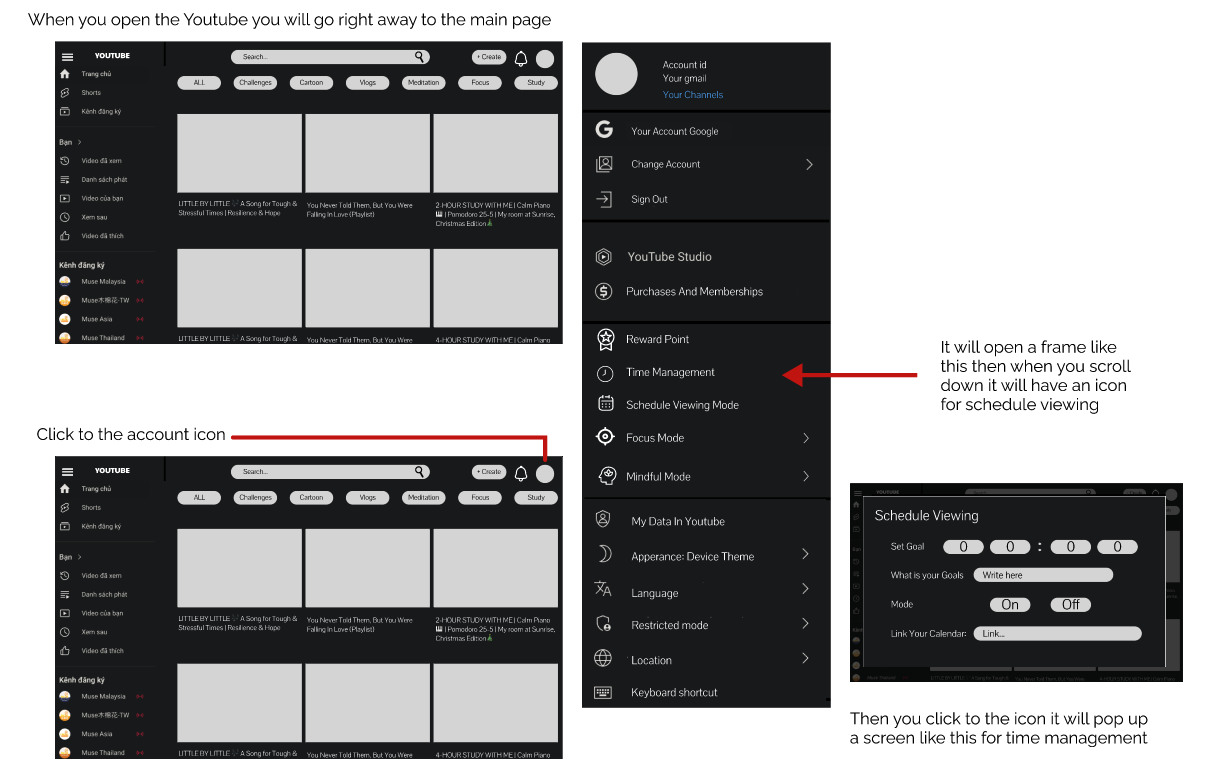 When you open the Youtube you will go right away to the main page
YOUTUBE
Search...
+ Create
Trang chủ
Shorts
Kênh đăng ký
Bạn >
Video đã xem
Danh sách phát
Video của bạn
Xem sau
Video đã thích
Kênh đăng ký
Muse Malaysia
Muse木棉花-TW
Muse Asia
Muse Thailand
ALL
Challenges
Cartoon
Vlogs
Meditation
Focus
Study
LITTLE BY LITTLE 🕊 A Song for Tough &
Stressful Times | Resilience & Hope
You Never Told Them, But You Were
Falling In Love (Playlist)
2-HOUR STUDY WITH ME | Calm Piano
🎹 | Pomodoro 25-5 | My room at Sunrise,
Christmas Edition🎄
LITTLE BY LITTLE 🕊 A Song for Tough &
You Never Told Them, But You Were
4-HOUR STUDY WITH ME | Calm Piano
Click to the account icon
YOUTUBE
Search...
+ Create
Trang chủ
Shorts
Kênh đăng ký
Bạn >
Video đã xem
Danh sách phát
Video của bạn
Xem sau
Video đã thích
Kênh đăng ký
Muse Malaysia
Muse木棉花-TW
Muse Asia
Muse Thailand
ALL
Challenges
Cartoon
Vlogs
Meditation
Focus
Study
LITTLE BY LITTLE 🕊 A Song for Tough &
Stressful Times | Resilience & Hope
You Never Told Them, But You Were
Falling In Love (Playlist)
2-HOUR STUDY WITH ME | Calm Piano
🎹 | Pomodoro 25-5 | My room at Sunrise,
Christmas Edition🎄
LITTLE BY LITTLE 🕊 A Song for Tough &
You Never Told Them, But You Were
4-HOUR STUDY WITH ME | Calm Piano
Account id
Your gmail
Your Channels
Your Account Google
Change Account
Sign Out
YouTube Studio
Purchases And Memberships
Reward Point
Time Management
Schedule Viewing Mode
Focus Mode
Mindful Mode
My Data In Youtube
Apperance: Device Theme
Language
Restricted mode
Location
Keyboard shortcut
It will open a frame like
this then when you scroll
down it will have an icon
for schedule viewing
Schedule Viewing
Set Goal 0 0 : 0 0
What is your Goals Write here
Mode On Off
Link Your Calendar: Link...
Then you click to the icon it will pop up
a screen like this for time management